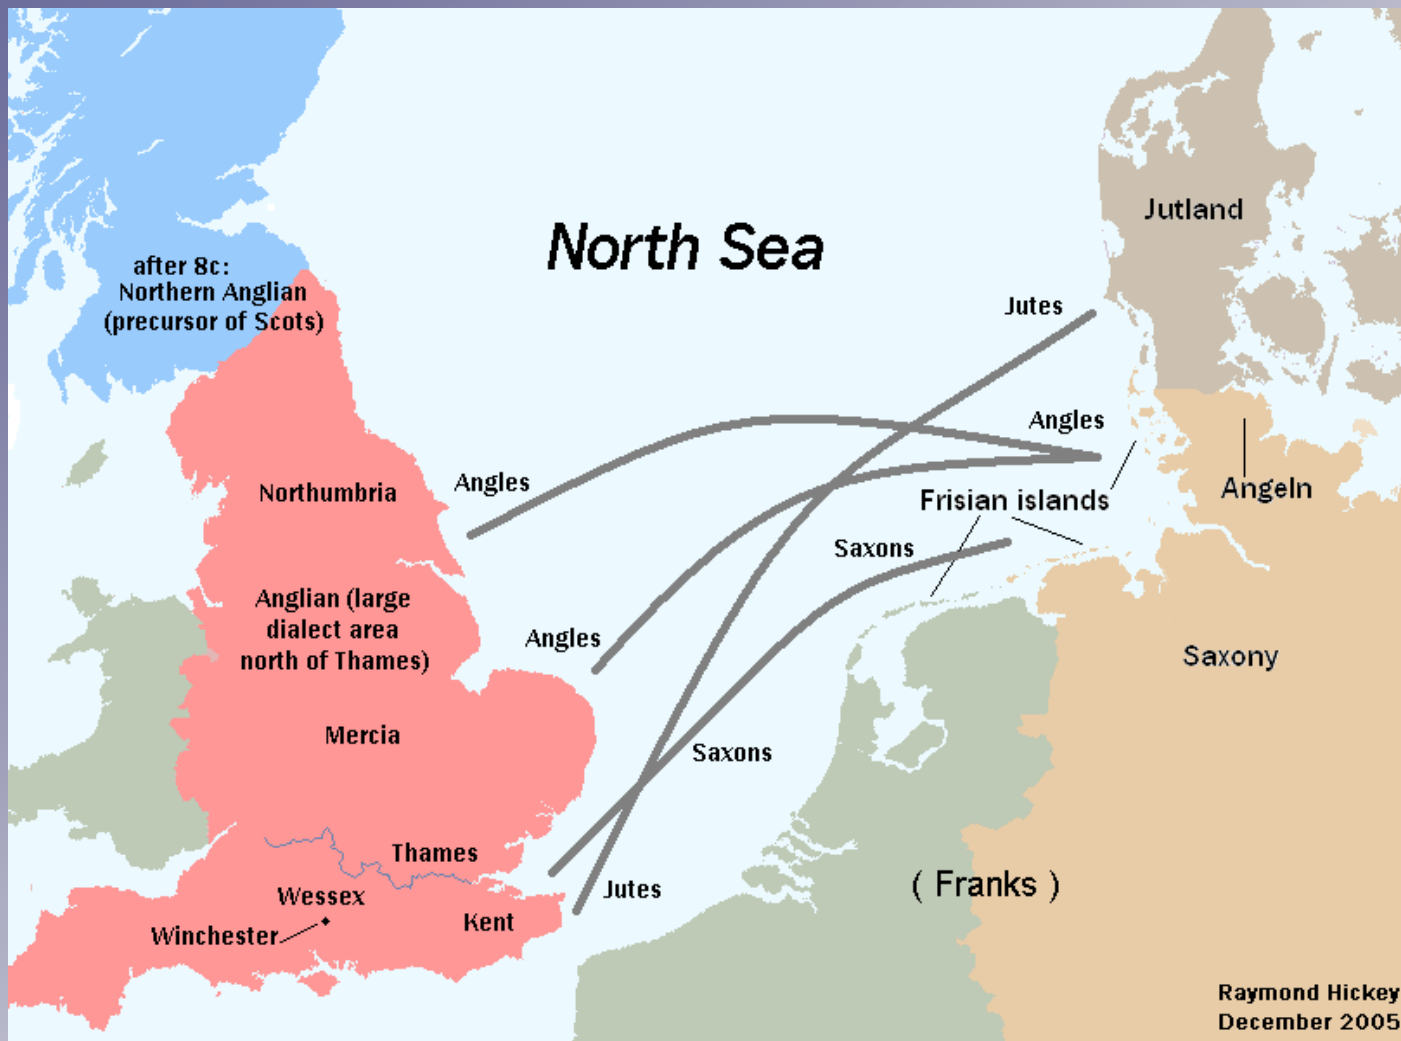 Jutland
North Sea
after 8c:
Northern Anglian
(precursor of Scots)
Jutes
Angles
Angles
Northumbria
Frisian islands
Angeln
Saxons
Anglian (large
dialect area
north of Thames)
Angles
Saxony
Mercia
Saxons
Thames
Wessex
Jutes
( Franks )
Kent
Winchester
Raymond Hickey
December 2005